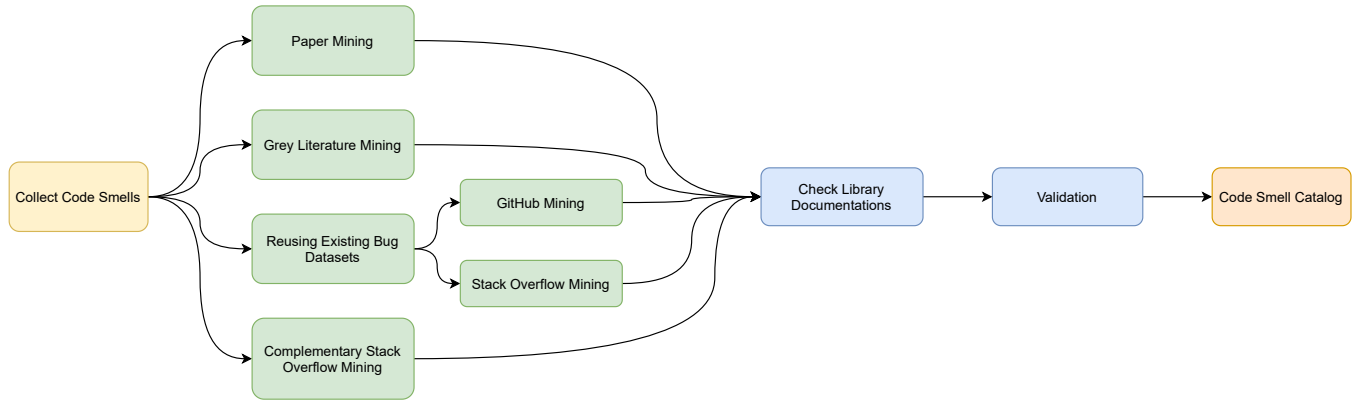 Collect Code Smells
Paper Mining
Grey Literature Mining
Reusing Existing Bug
Datasets
GitHub Mining
Stack Overflow Mining
Complementary Stack
Overflow Mining
Check Library
Documentations
Validation
Code Smell Catalog